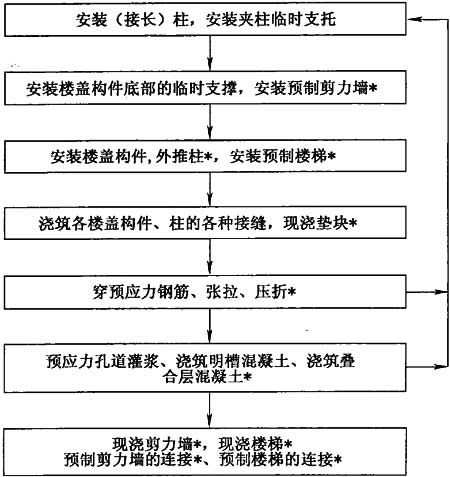 安装（接长）柱，安装夹柱临时支托
安装楼盖构件底部的临时支撑，安装预制剪力墙*
安装楼盖构件,外推柱*，安装预制楼梯*
浇筑各楼盖构件、柱的各种接缝，现浇垫块*
穿预应力钢筋、张拉、压折*
预应力孔道灌浆、浇筑明槽混凝土、浇筑叠
合层混凝土*
现浇剪力墙*，现浇楼梯*
预制剪力墙的连接*、预制楼梯的连接*